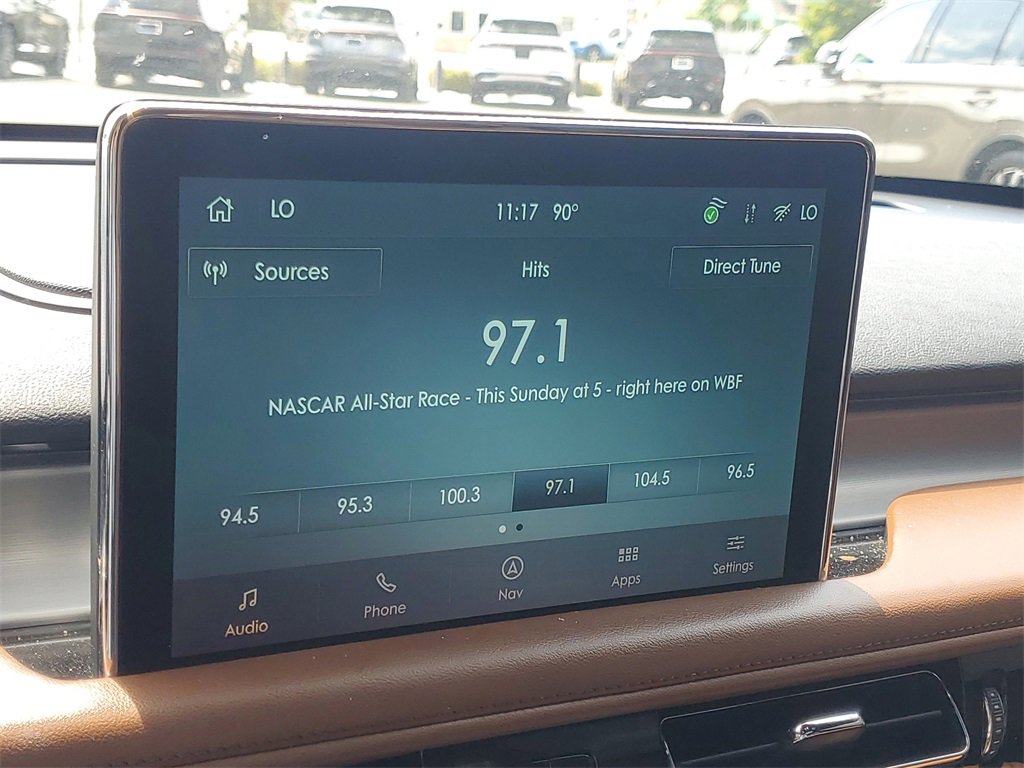 LO 11:17 90° LO
Sources Hits Direct Tune
97.1
NASCAR All-Star Race - This Sunday at 5 - right here on WBF
94.5 95.3 100.3 97.1 104.5 96.5
Audio Phone Nav Apps Settings